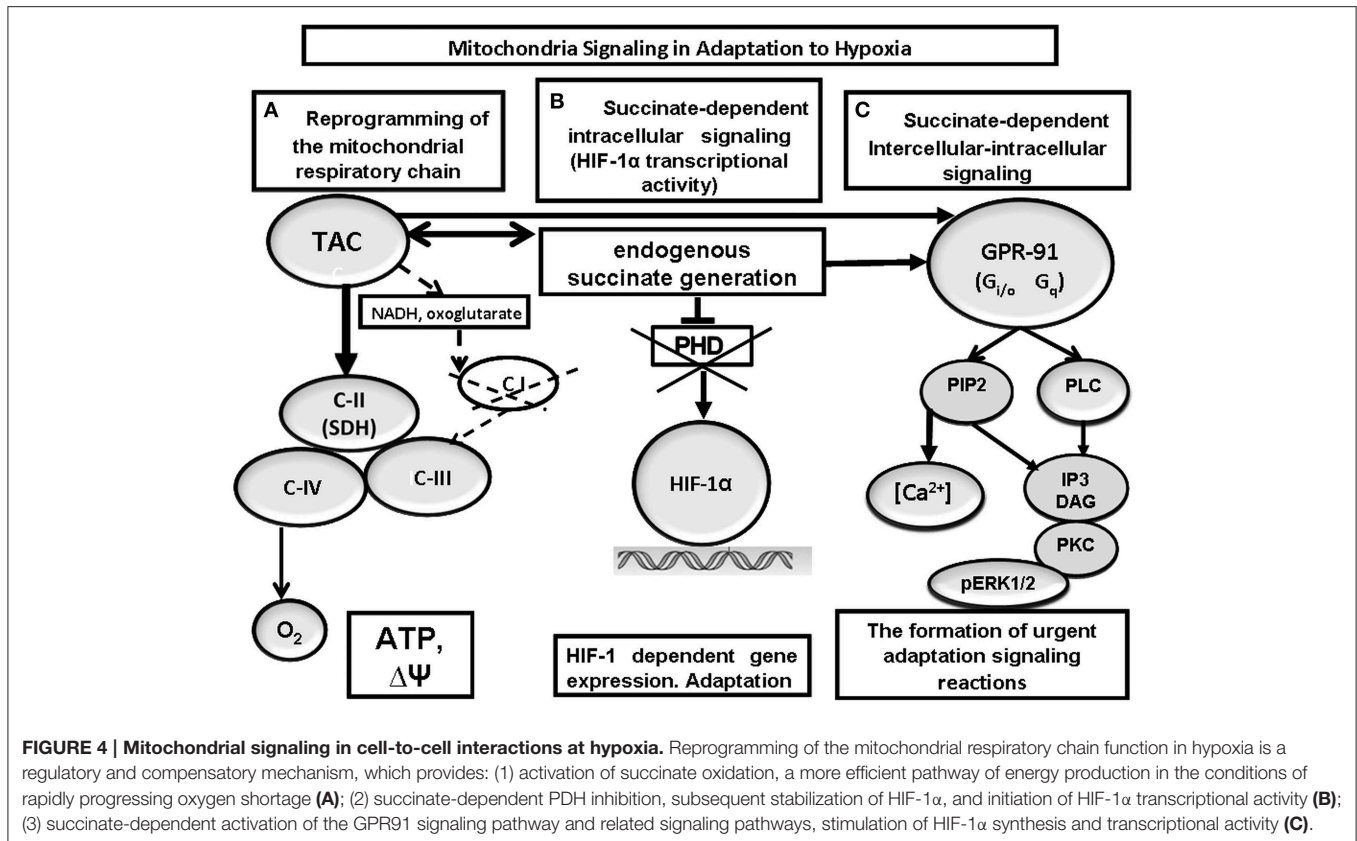 Mitochondria Signaling in Adaptation to Hypoxia
A Reprogramming of
the mitochondrial
respiratory chain
B Succinate-dependent
intracellular signaling
(HIF-1α transcriptional
activity)
C Succinate-dependent
Intercellular-intracellular
signaling
TAC
C
endogenous
succinate generation
GPR-91
(Gi/o Gq)
NADH, oxoglutarate
PHD
C I
C-II
(SDH)
C-IV
C-III
HIF-1α
PIP2
PLC
[Ca²⁺]
IP3
DAG
PKC
pERK1/2
O₂
ATP,
ΔΨ
HIF-1 dependent gene
expression. Adaptation
The formation of urgent
adaptation signaling
reactions
FIGURE 4 | Mitochondrial signaling in cell-to-cell interactions at hypoxia. Reprogramming of the mitochondrial respiratory chain function in hypoxia is a
regulatory and compensatory mechanism, which provides: (1) activation of succinate oxidation, a more efficient pathway of energy production in the conditions of
rapidly progressing oxygen shortage (A); (2) succinate-dependent PDH inhibition, subsequent stabilization of HIF-1α, and initiation of HIF-1α transcriptional activity (B);
(3) succinate-dependent activation of the GPR91 signaling pathway and related signaling pathways, stimulation of HIF-1α synthesis and transcriptional activity (C).